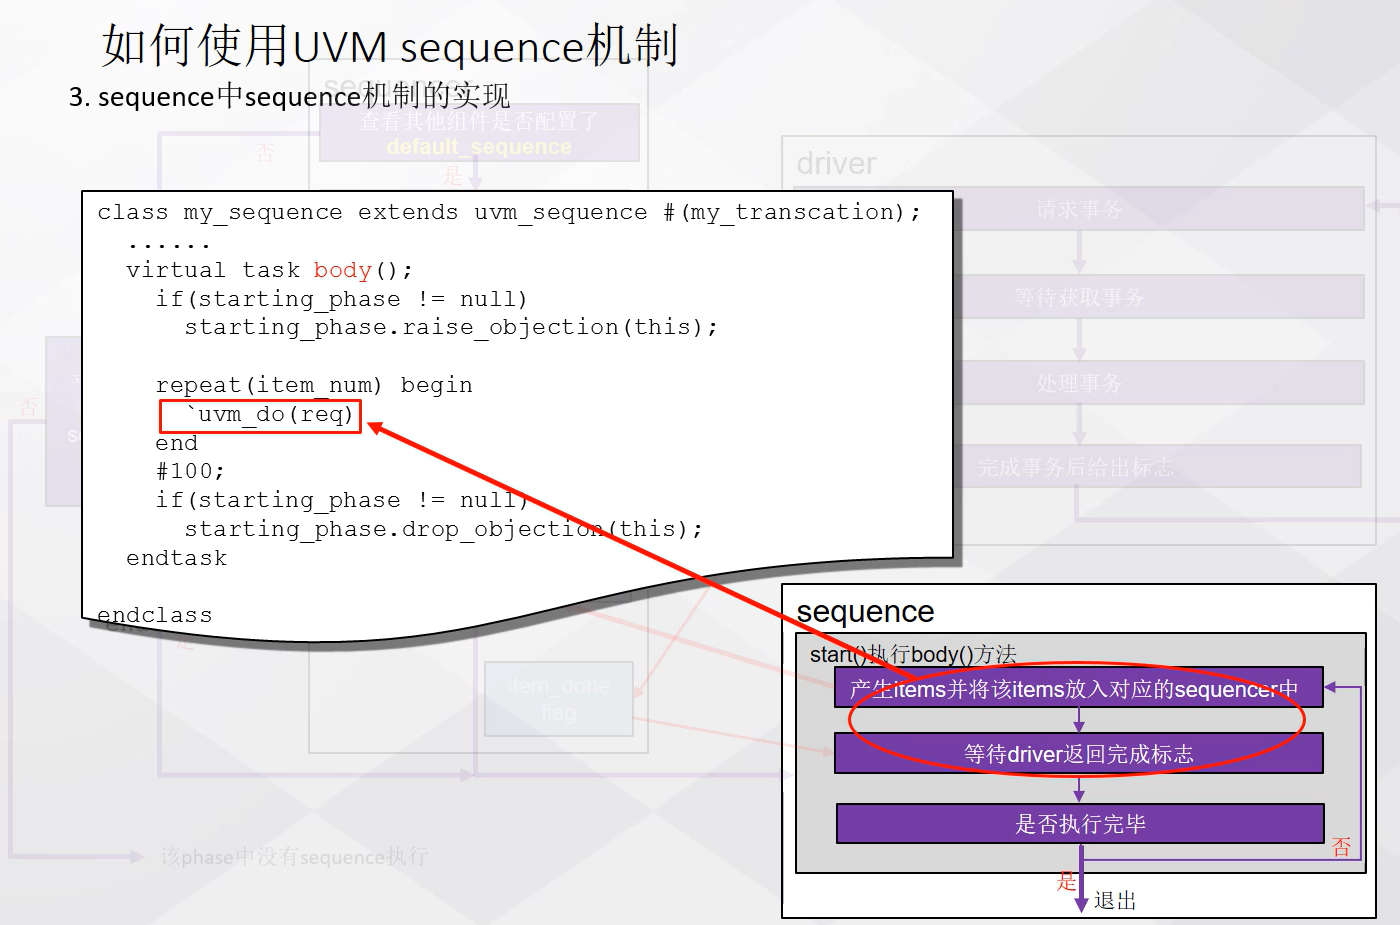 如何使用UVM sequence机制
sequencer
3. sequence中sequence机制的实现
查看其他组件是否配置了
default_sequence
否
是
driver
请求事务
等待获取事务
处理事务
完成事务后给出标志
class my_sequence extends uvm_sequence #(my_transcation);
......
virtual task body();
if(starting_phase != null)
starting_phase.raise_objection(this);
repeat(item_num) begin
`uvm_do(req)
end
#100;
if(starting_phase != null)
starting_phase.drop_objection(this);
endtask
endclass
否
是
item_done
flag
该phase中没有sequence执行
sequence
start()执行body()方法
产生items并将该items放入对应的sequencer中
等待driver返回完成标志
是否执行完毕
否
是
退出